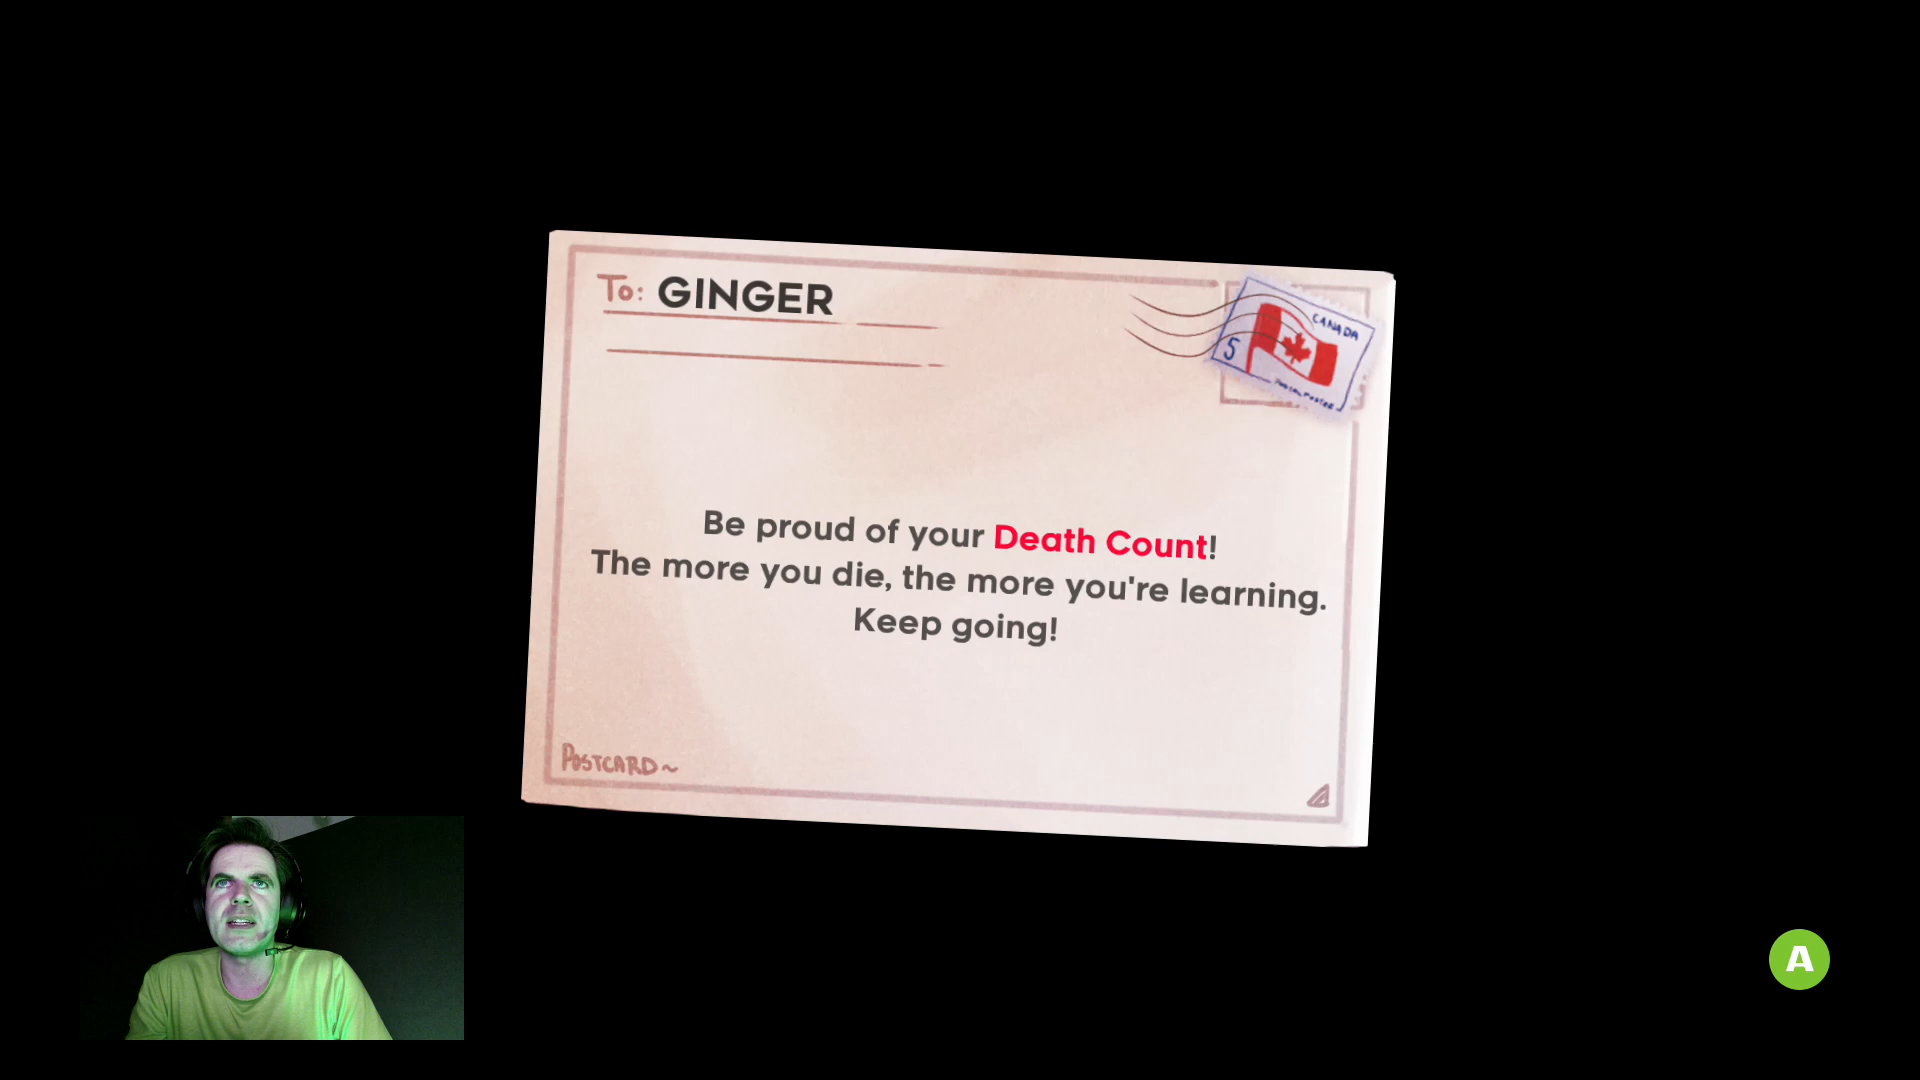 To: GINGER
CANADA
5
Be proud of your Death Count!
The more you die, the more you're learning.
Keep going!
POSTCARD~
A